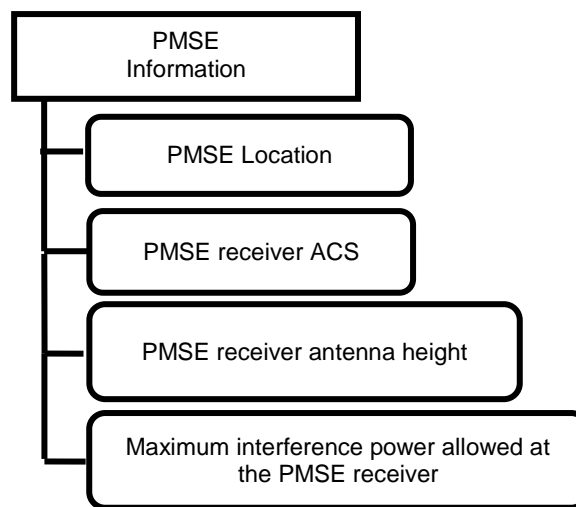 PMSE
Information
PMSE Location
PMSE receiver ACS
PMSE receiver antenna height
Maximum interference power allowed at
the PMSE receiver